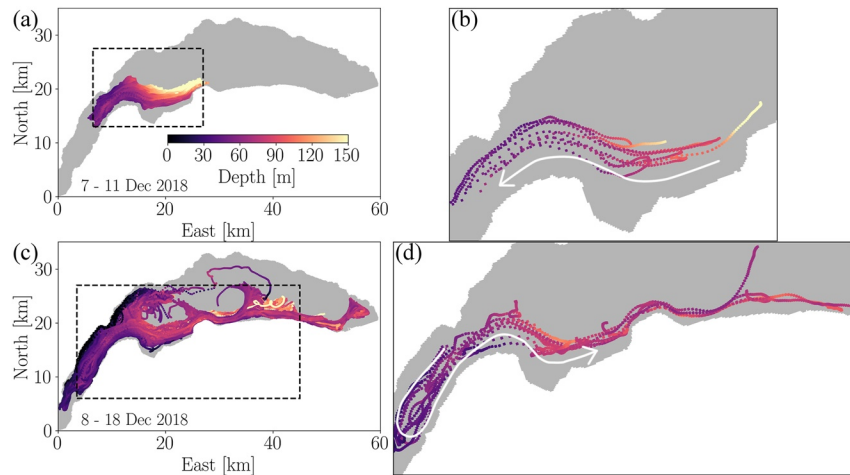 (a)
30
20
10
0
North [km]
0 30 60 90 120 150
Depth [m]
7 - 11 Dec 2018
0 20 40 60
East [km]
(b)
(c)
30
20
10
0
North [km]
8 - 18 Dec 2018
0 20 40 60
East [km]
(d)